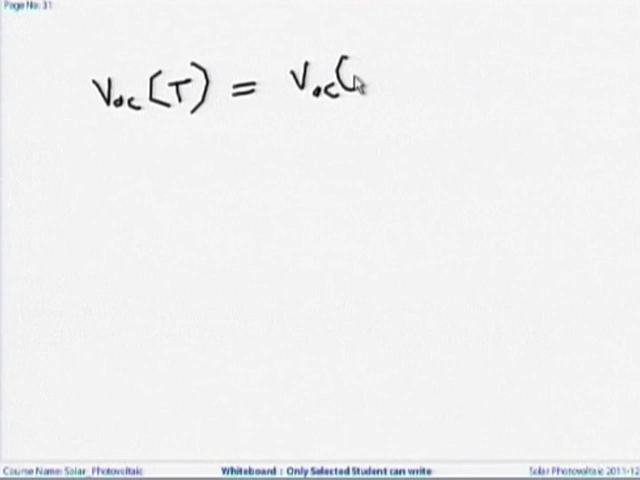 Page No: 31
Voc(T) = Voc(
Course Name: Solar_Photovoltaic Whiteboard : Only Selected Student can write Solar Photovoltaic 2011-12